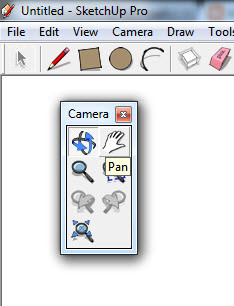 Untitled - SketchUp Pro
File Edit View Camera Draw Tools
Camera
Pan